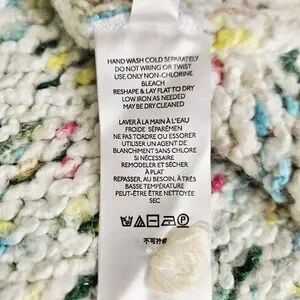 HAND WASH COLD SEPARATELY
DO NOT WRING OR TWIST
USE ONLY NON-CHLORINE
BLEACH
RESHAPE & LAY FLAT TO DRY
LOW IRON AS NEEDED
MAY BE DRY CLEANED
LAVER À LA MAIN À L'EAU
FROIDE SÉPARÉMEN
NE PAS TORDRE OU ESSORER
UTILISER UN AGENT DE
BLANCHIMENT SANS CHLORE
SI NÉCESSAIRE
REMODELER ET SÉCHER
À PLAT
REPASSER, AU BESOIN, À TRÈS
BASSE TEMPÉRATURE
PEUT-ÊTRE ÊTRE NETTOYÉE
SEC
P
不可拧